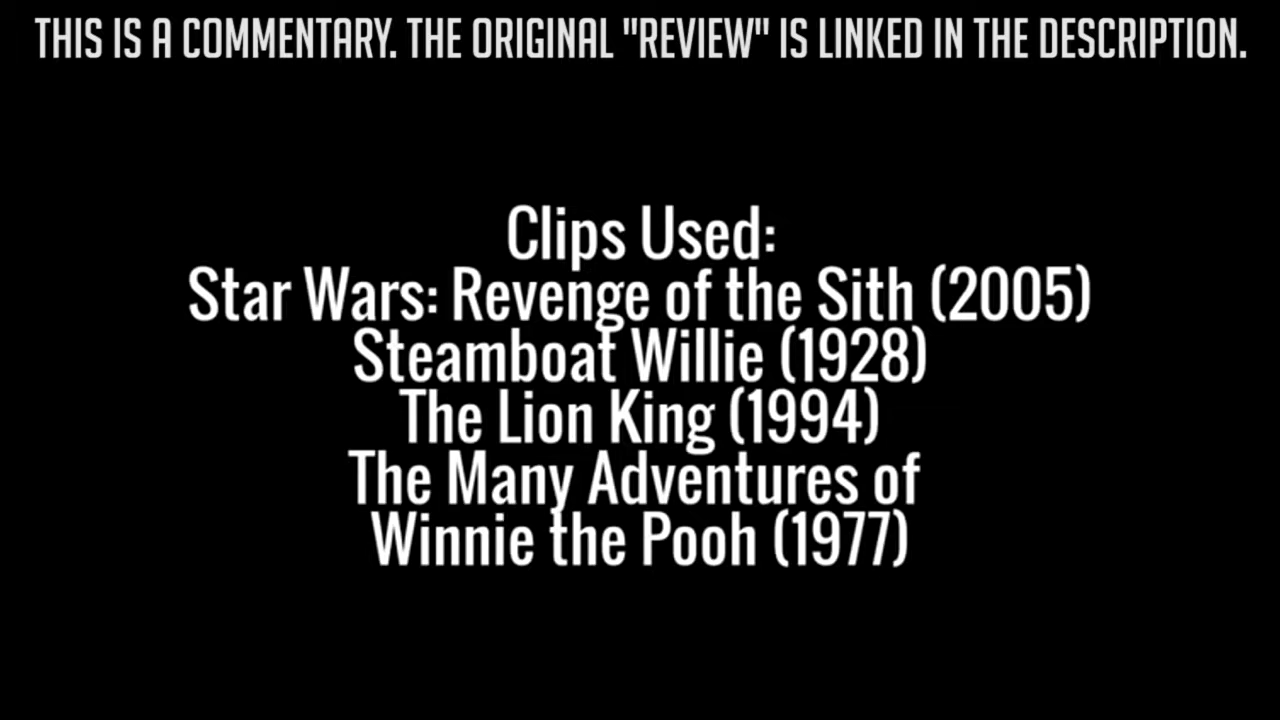 THIS IS A COMMENTARY. THE ORIGINAL "REVIEW" IS LINKED IN THE DESCRIPTION.
Clips Used:
Star Wars: Revenge of the Sith (2005)
Steamboat Willie (1928)
The Lion King (1994)
The Many Adventures of
Winnie the Pooh (1977)